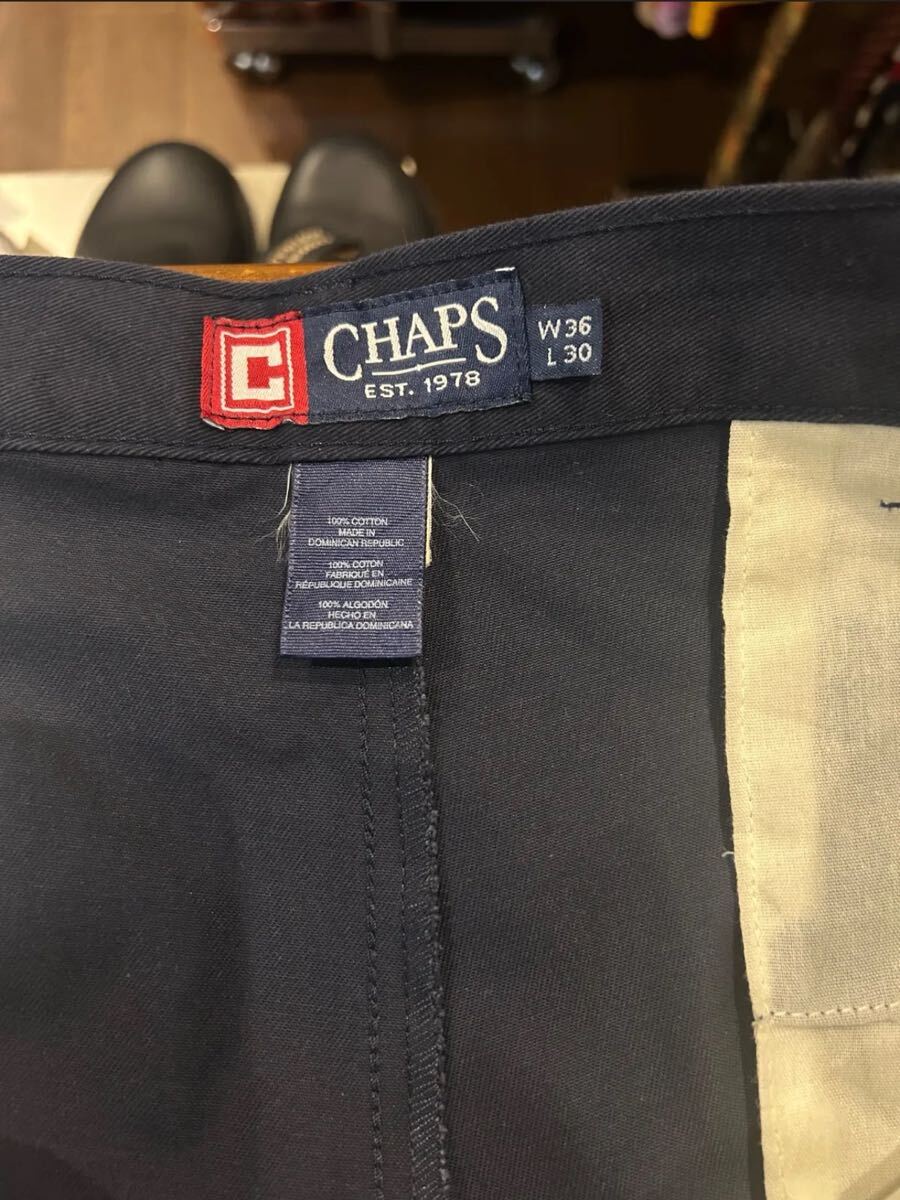 C
CHAPS
EST. 1978
W36
L30
100% COTTON
MADE IN
DOMINICAN REPUBLIC
100% COTON
FABRIQUÉ EN
RÉPUBLIQUE DOMINICAINE
100% ALGODÓN
HECHO EN
LA REPUBLICA DOMINICANA